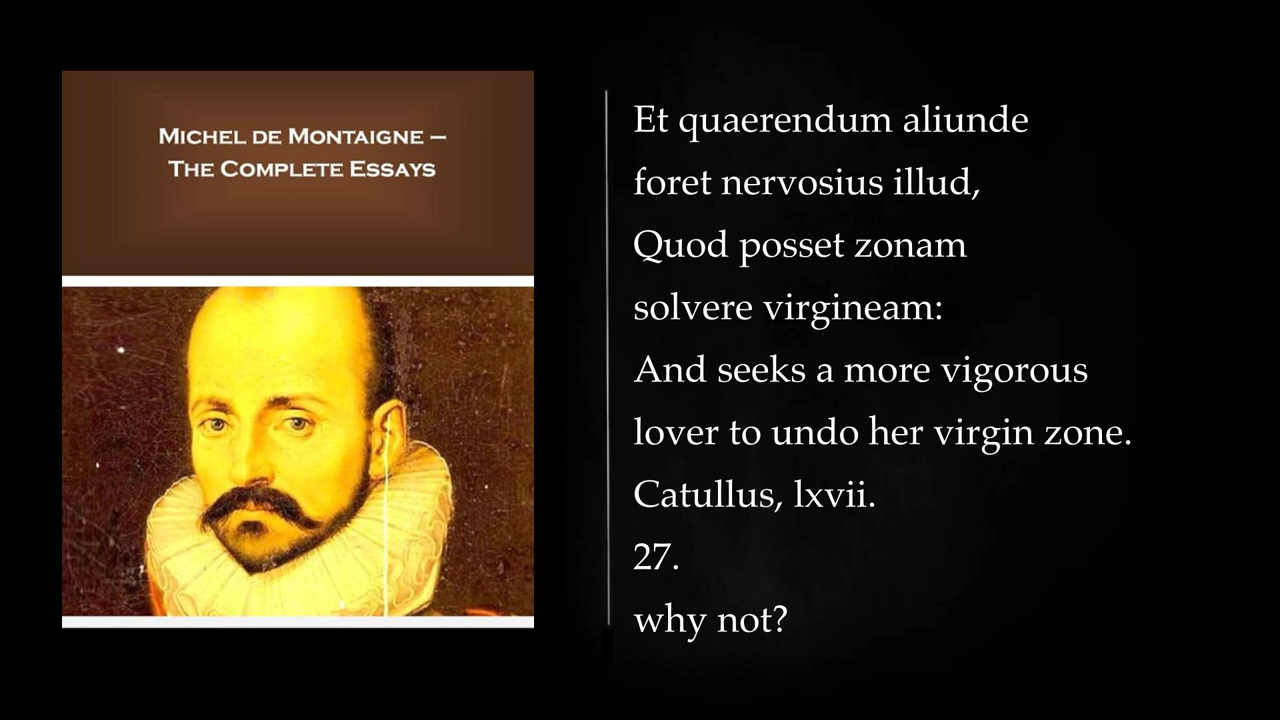 MICHEL DE MONTAIGNE –
THE COMPLETE ESSAYS
Et quaerendum aliunde
foret nervosius illud,
Quod posset zonam
solvere virgineam:
And seeks a more vigorous
lover to undo her virgin zone.
Catullus, lxvii.
27.
why not?